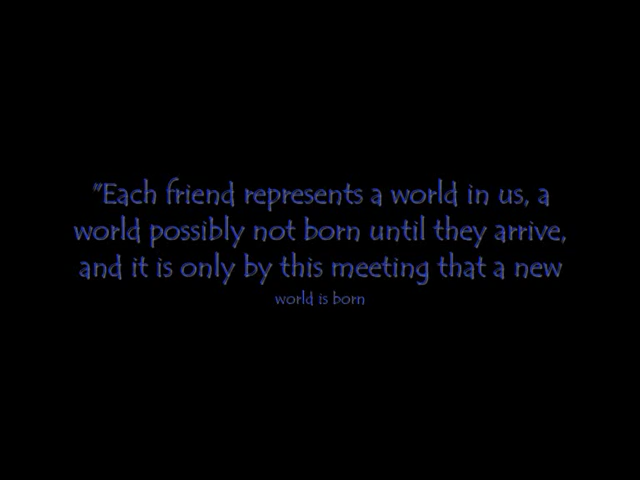 "Each friend represents a world in us, a
world possibly not born until they arrive,
and it is only by this meeting that a new
world is born